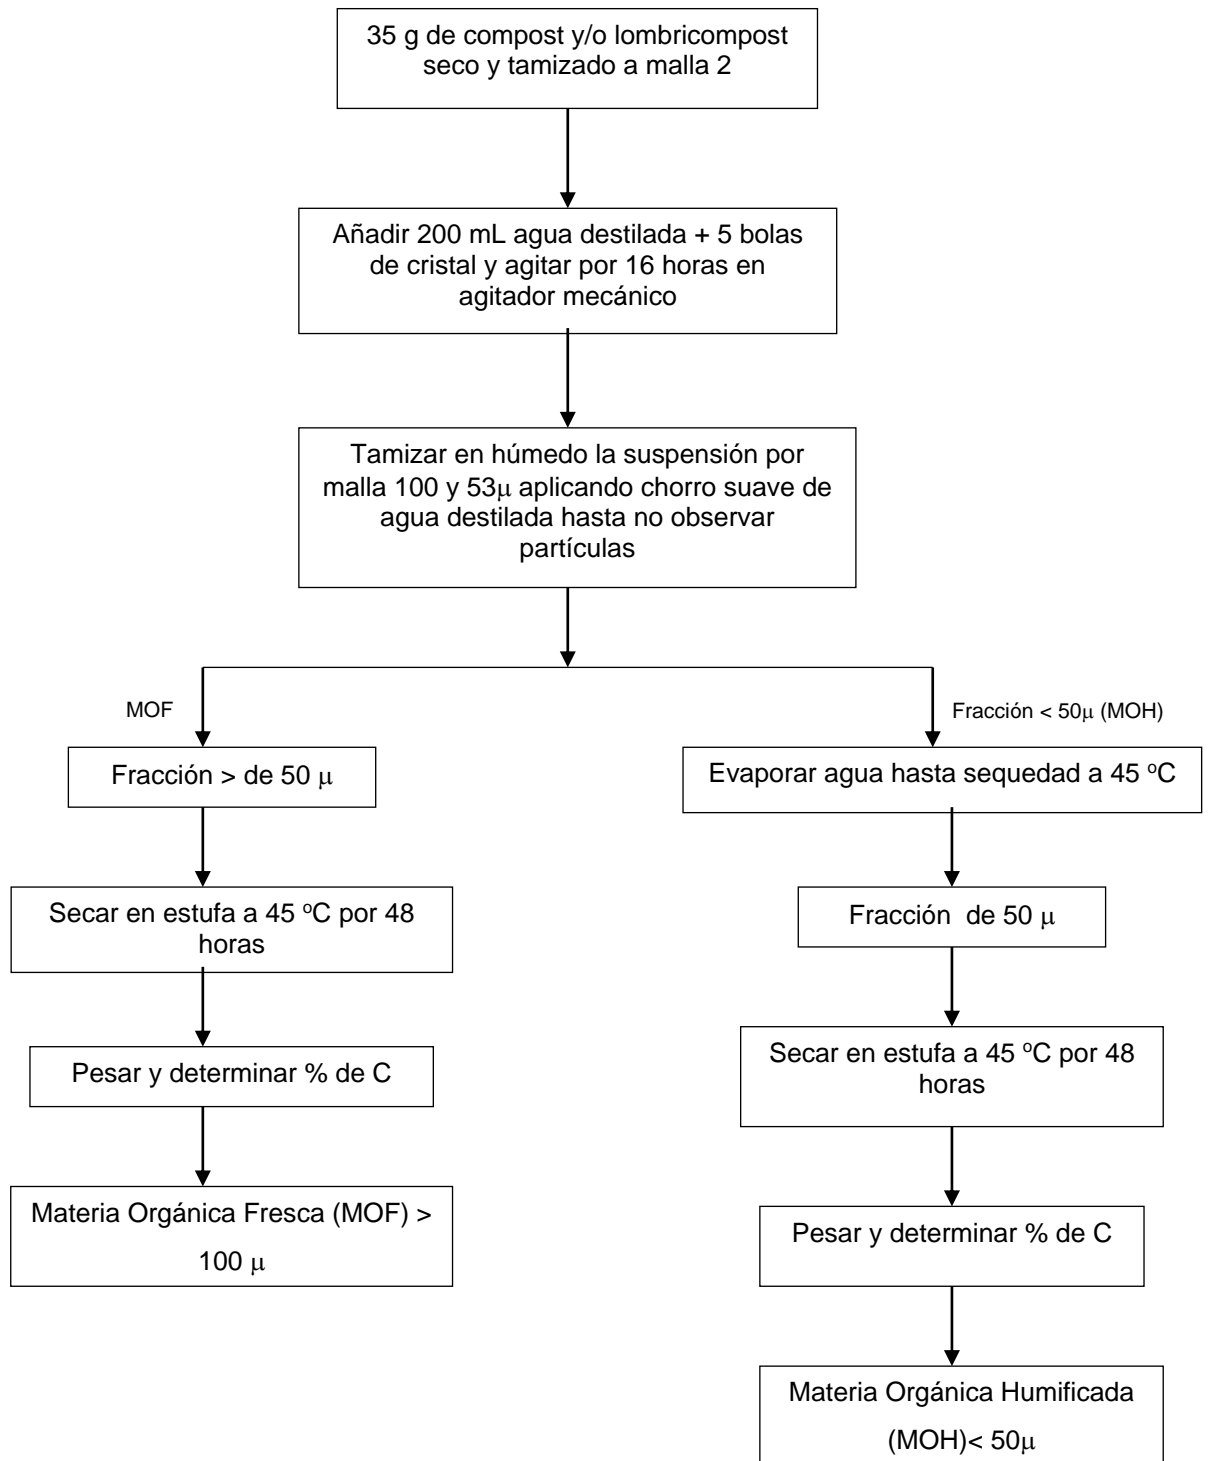 35 g de compost y/o lombricompost
seco y tamizado a malla 2
Añadir 200 mL agua destilada + 5 bolas
de cristal y agitar por 16 horas en
agitador mecánico
Tamizar en húmedo la suspensión por
malla 100 y 53μ aplicando chorro suave de
agua destilada hasta no observar
partículas
MOF
Fracción > de 50 μ
Secar en estufa a 45 ºC por 48
horas
Pesar y determinar % de C
Materia Orgánica Fresca (MOF) >
100 μ
Fracción < 50μ (MOH)
Evaporar agua hasta sequedad a 45 ºC
Fracción  de 50 μ
Secar en estufa a 45 ºC por 48
horas
Pesar y determinar % de C
Materia Orgánica Humificada
(MOH)< 50μ